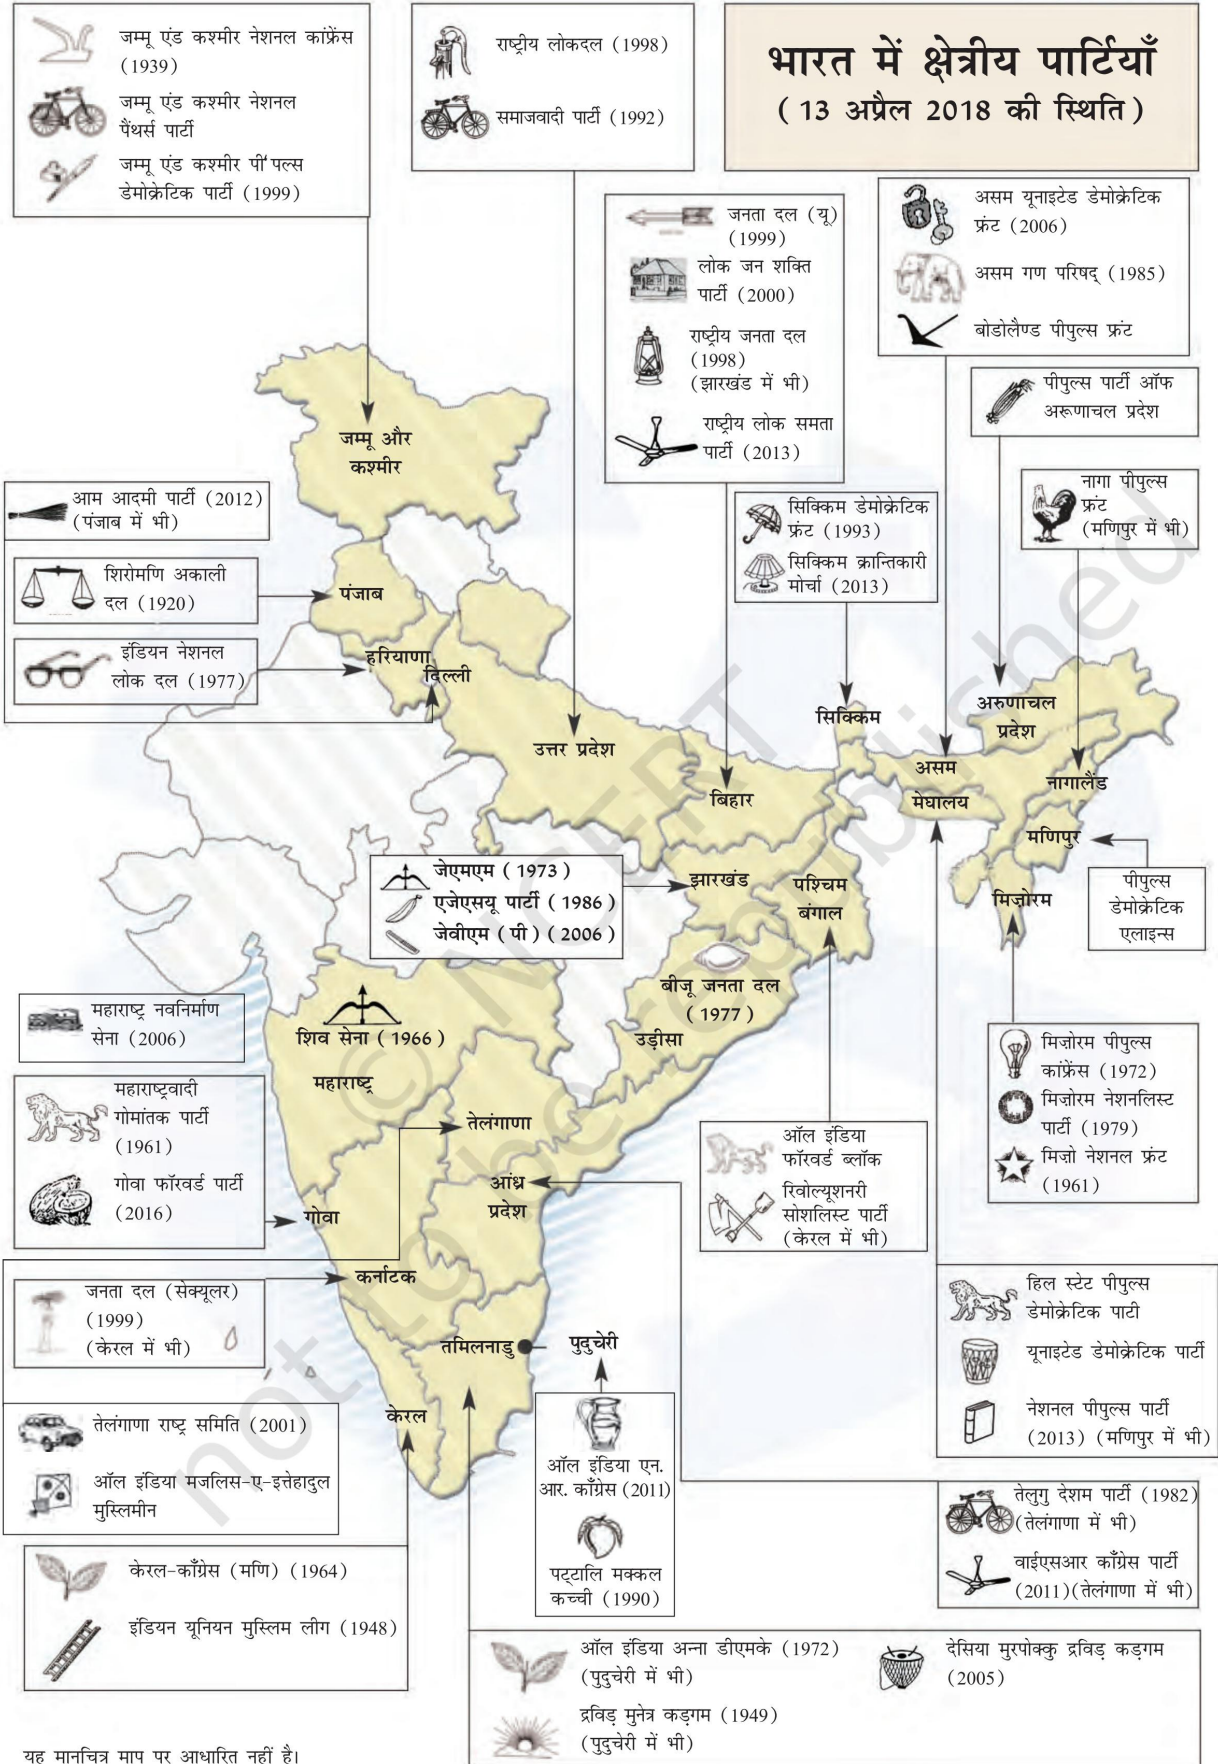 जम्मू एंड कश्मीर नेशनल कांफ्रेंस
(1939)
जम्मू एंड कश्मीर नेशनल
पैंथर्स पार्टी
जम्मू एंड कश्मीर पी'पल्स
डेमोक्रेटिक पार्टी (1999)
राष्ट्रीय लोकदल (1998)
समाजवादी पार्टी (1992)
भारत में क्षेत्रीय पार्टियाँ
(13 अप्रैल 2018 की स्थिति)
जनता दल (यू)
(1999)
लोक जन शक्ति
पार्टी (2000)
राष्ट्रीय जनता दल
(1998)
(झारखंड में भी)
राष्ट्रीय लोक समता
पार्टी (2013)
असम यूनाइटेड डेमोक्रेटिक
फ्रंट (2006)
असम गण परिषद् (1985)
बोडोलैण्ड पीपुल्स फ्रंट
पीपुल्स पार्टी ऑफ
अरूणाचल प्रदेश
नागा पीपुल्स
फ्रंट
(मणिपुर में भी)
सिक्किम डेमोक्रेटिक
फ्रंट (1993)
सिक्किम क्रान्तिकारी
मोर्चा (2013)
आम आदमी पार्टी (2012)
(पंजाब में भी)
शिरोमणि अकाली
दल (1920)
इंडियन नेशनल
लोक दल (1977)
जम्मू और
कश्मीर
पंजाब
हरियाणा
दिल्ली
उत्तर प्रदेश
बिहार
सिक्किम
अरुणाचल
प्रदेश
असम
नागालैंड
मेघालय
मणिपुर
मिज़ोरम
झारखंड
पश्चिम
बंगाल
जेएमएम (1973)
एजेएसयू पार्टी (1986)
जेवीएम (पी) (2006)
पीपुल्स
डेमोक्रेटिक
एलाइन्स
बीजू जनता दल
(1977)
उड़ीसा
महाराष्ट्र नवनिर्माण
सेना (2006)
शिव सेना (1966)
महाराष्ट्र
महाराष्ट्रवादी
गोमांतक पार्टी
(1961)
गोवा फॉरवर्ड पार्टी
(2016)
तेलंगाणा
आंध्र
प्रदेश
गोवा
कर्नाटक
ऑल इंडिया
फॉरवर्ड ब्लॉक
रिवोल्यूशनरी
सोशलिस्ट पार्टी
(केरल में भी)
मिज़ोरम पीपुल्स
कांफ्रेंस (1972)
मिज़ोरम नेशनलिस्ट
पार्टी (1979)
मिजो नेशनल फ्रंट
(1961)
जनता दल (सेक्यूलर)
(1999)
(केरल में भी)
हिल स्टेट पीपुल्स
डेमोक्रेटिक पाटी
यूनाइटेड डेमोक्रेटिक पार्टी
नेशनल पीपुल्स पार्टी
(2013) (मणिपुर में भी)
तमिलनाडु
पुदुचेरी
केरल
तेलंगाणा राष्ट्र समिति (2001)
ऑल इंडिया मजलिस-ए-इत्तेहादुल
मुस्लिमीन
ऑल इंडिया एन.
आर. काँग्रेस (2011)
पट्टालि मक्कल
कच्ची (1990)
तेलुगु देशम पार्टी (1982)
(तेलंगाणा में भी)
वाईएसआर काँग्रेस पार्टी
(2011)(तेलंगाणा में भी)
केरल-काँग्रेस (मणि) (1964)
इंडियन यूनियन मुस्लिम लीग (1948)
ऑल इंडिया अन्ना डीएमके (1972)
(पुदुचेरी में भी)
द्रविड़ मुनेत्र कड़गम (1949)
(पुदुचेरी में भी)
देसिया मुरपोक्कु द्रविड़ कड़गम
(2005)
यह मानचित्र माप पर आधारित नहीं है।
© NCERT
not to be republished